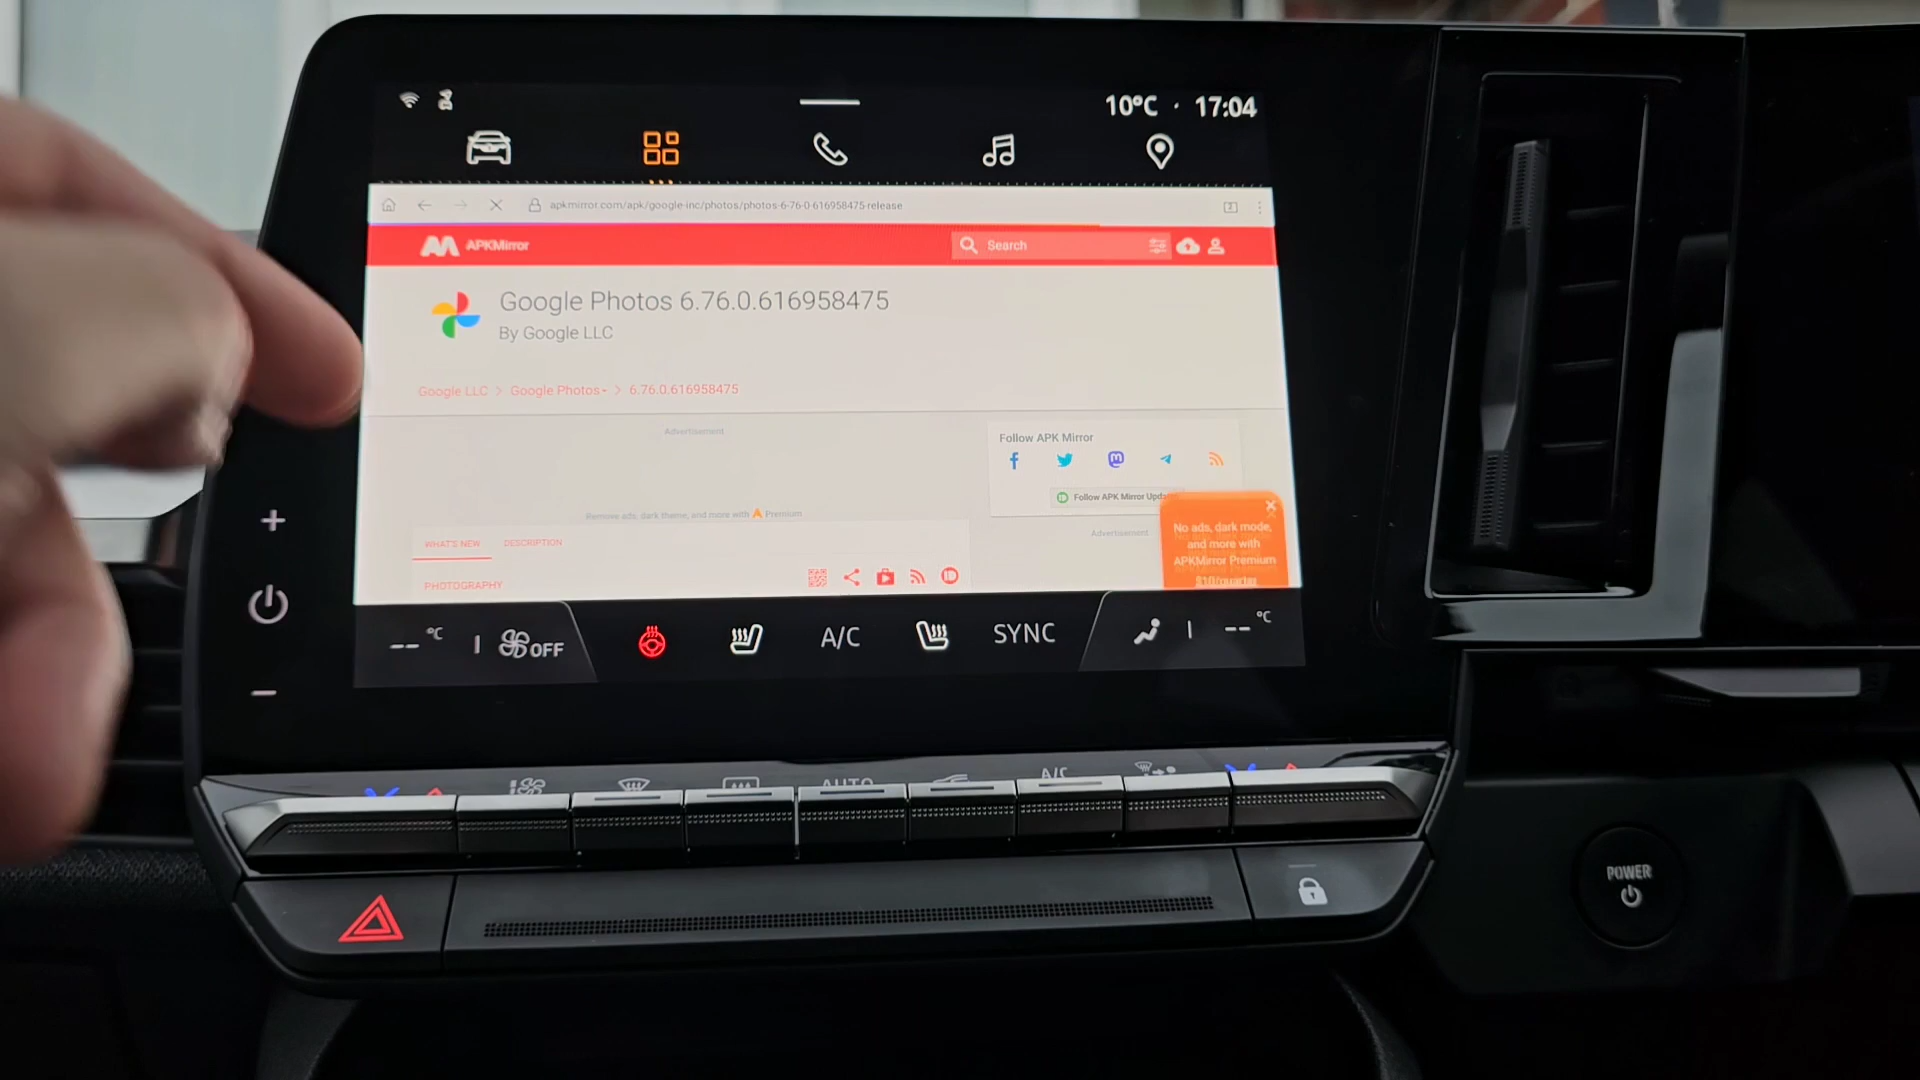 10°C · 17:04
apkmirror.com/apk/google-inc/photos/photos-6-76-0-616958475-release
2
APKMirror
Search
Google Photos 6.76.0.616958475
By Google LLC
Google LLC > Google Photos > 6.76.0.616958475
Advertisement
Follow APK Mirror
Follow APK Mirror
Remove ads, dark theme, and more with Premium
Advertisement
No ads, dark mode,
and more with
APKMirror Premium
$10/quarter
WHAT'S NEW DESCRIPTION
PHOTOGRAPHY
-- °C OFF A/C SYNC -- °C
AUTO A/C
POWER